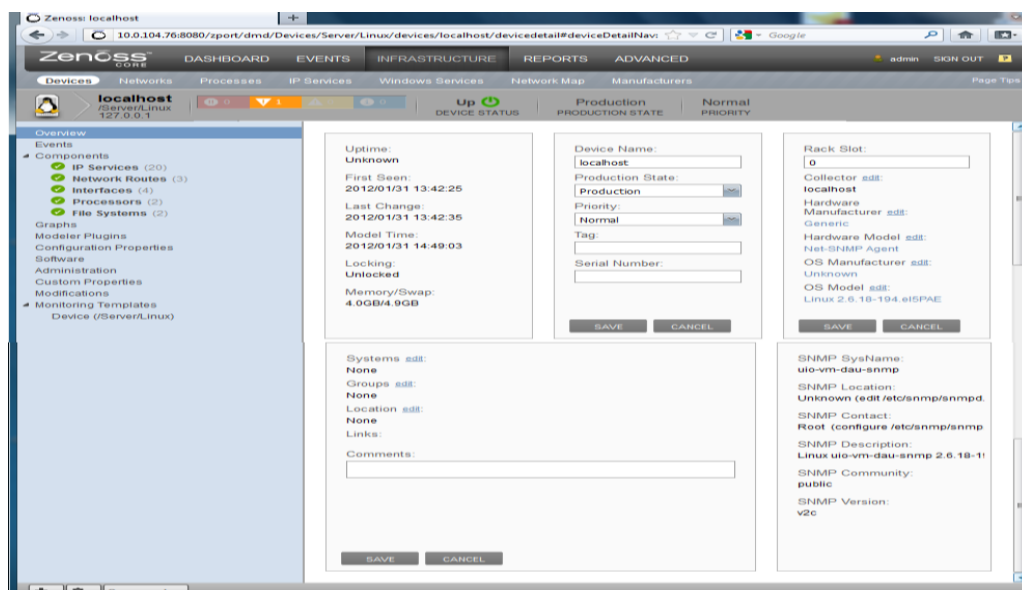 Zenoss: localhost
10.0.104.76:8080/zport/dmd/Devices/Server/Linux/devices/localhost/devicedetail#deviceDetailNav:
Google
Zenoss
CORE
DASHBOARD EVENTS INFRASTRUCTURE REPORTS ADVANCED
admin SIGN OUT ?
Devices Networks Processes IP Services Windows Services Network Map Manufacturers
Page Tips
localhost
/Server/Linux
127.0.0.1
0 1 0
Up
DEVICE STATUS
Production
PRODUCTION STATE
Normal
PRIORITY
Overview
Events
Components
IP Services (20)
Network Routes (3)
Interfaces (4)
Processors (2)
File Systems (2)
Graphs
Modeler Plugins
Configuration Properties
Software
Administration
Custom Properties
Modifications
Monitoring Templates
Device (/Server/Linux)
Uptime:
Unknown
First Seen:
2012/01/31 13:42:25
Last Change:
2012/01/31 13:42:35
Model Time:
2012/01/31 14:49:03
Locking:
Unlocked
Memory/Swap:
4.0GB/4.9GB
Device Name:
localhost
Production State:
Production
Priority:
Normal
Tag:
Serial Number:
SAVE CANCEL
Rack Slot:
0
Collector edit:
localhost
Hardware
Manufacturer edit:
Generic
Hardware Model edit:
Net-SNMP Agent
OS Manufacturer edit:
Unknown
OS Model edit:
Linux 2.6.18-194.el5PAE
SAVE CANCEL
Systems edit:
None
Groups edit:
None
Location edit:
None
Links:
Comments:
SAVE CANCEL
SNMP SysName:
uio-vm-dau-snmp
SNMP Location:
Unknown (edit /etc/snmp/snmpd.
SNMP Contact:
Root (configure /etc/snmp/snmp
SNMP Description:
Linux uio-vm-dau-snmp 2.6.18-1
SNMP Community:
public
SNMP Version:
v2c